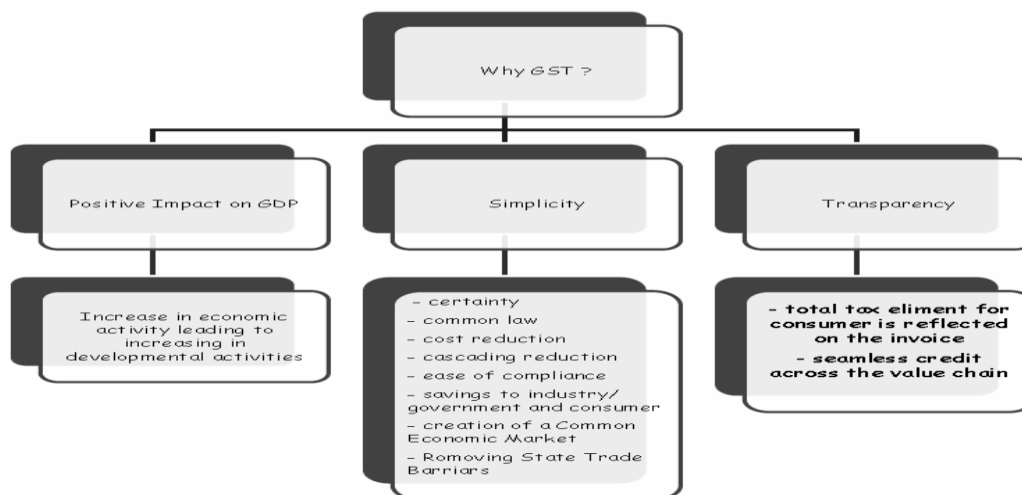 Why GST ?
Positive Impact on GDP
Simplicity
Transparency
Increase in economic
activity leading to
increasing in
developmental activities
- certainty
- common law
- cost reduction
- cascading reduction
- ease of compliance
- savings to industry/
government and consumer
- creation of a Common
Economic Market
- Romoving State Trade
Barriars
- total tax eliment for
consumer is reflected
on the invoice
- seamless credit
across the value chain